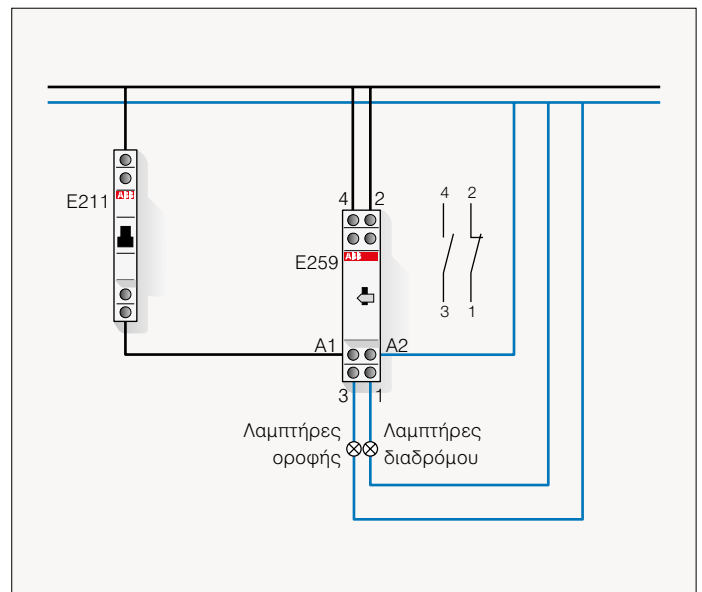 E211
ABB
4 2
E259
ABB
4 2
3 1
A1 A2
3 1
Λαμπτήρες
οροφής
Λαμπτήρες
διαδρόμου